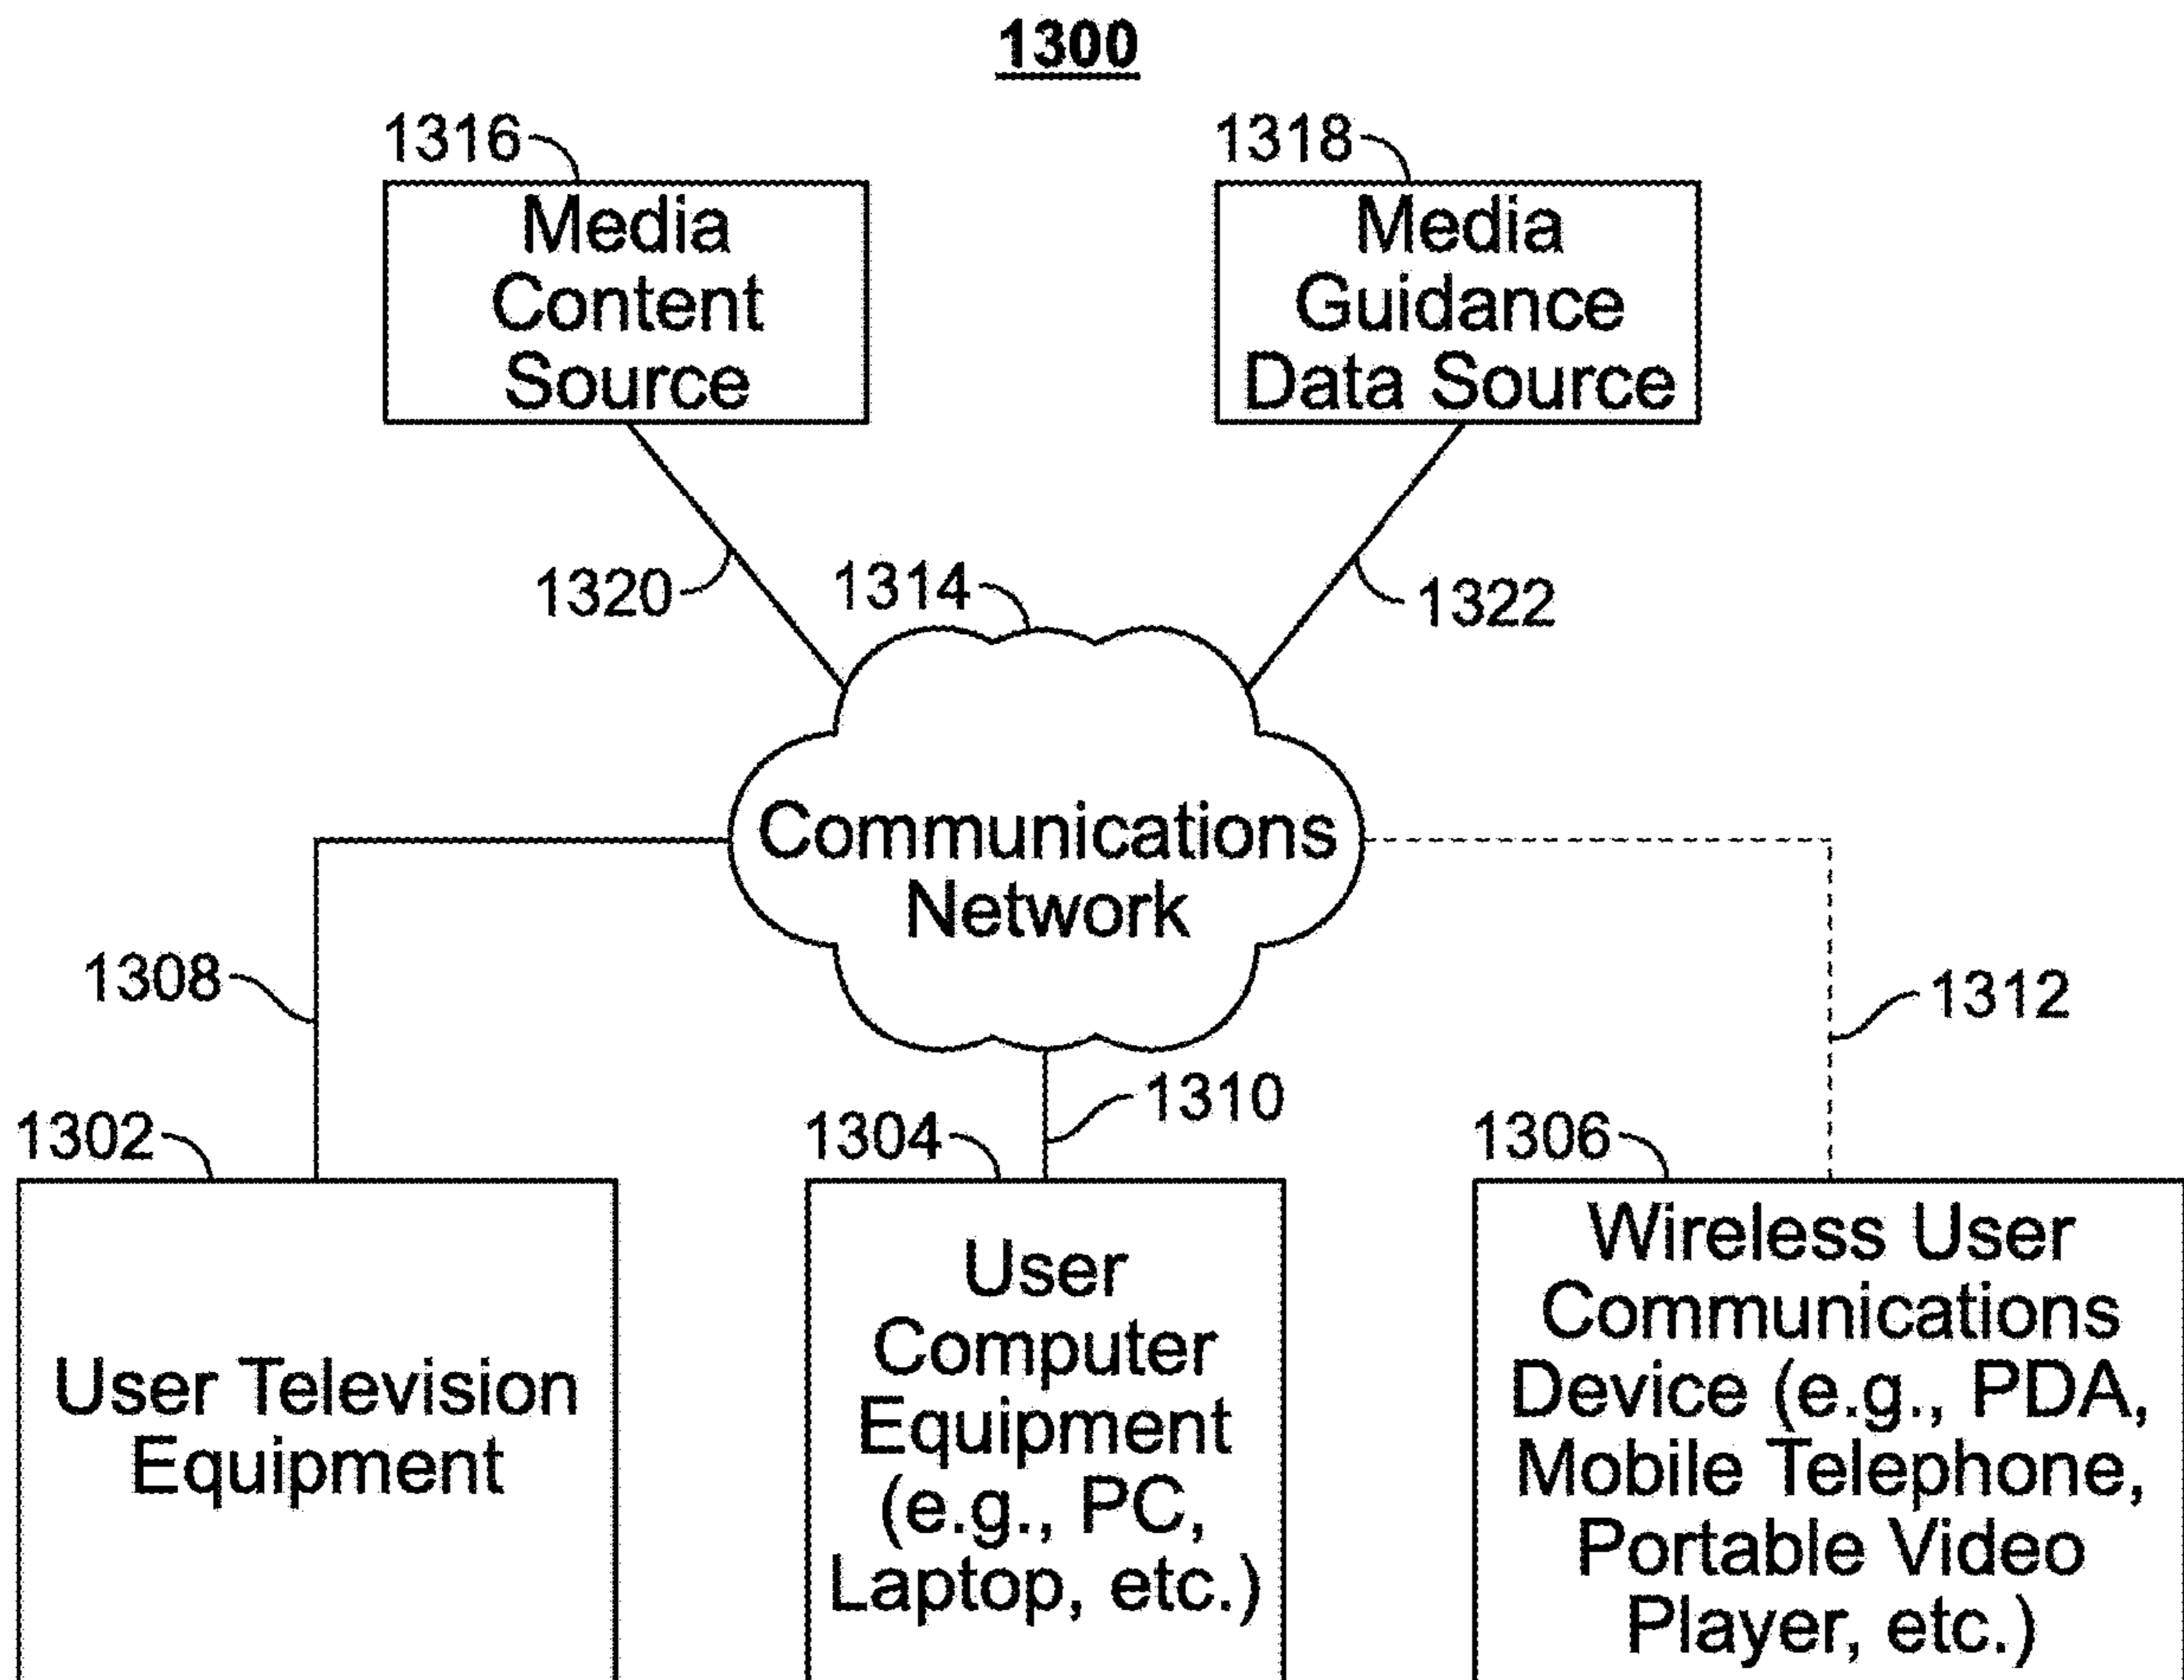 1300
1316
1318
Media
Content
Source
Media
Guidance
Data Source
1320
1314
1322
Communications
Network
1308
1312
1310
1302
1304
1306
User Television
Equipment
User
Computer
Equipment
(e.g., PC,
Laptop, etc.)
Wireless User
Communications
Device (e.g., PDA,
Mobile Telephone,
Portable Video
Player, etc.)